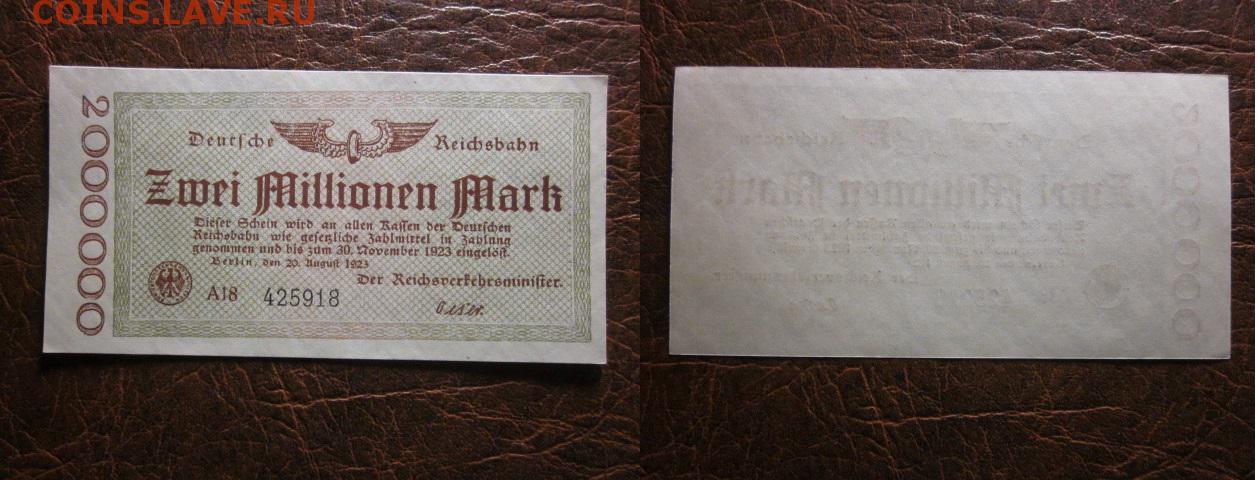 COINS.LAVE.RU
2000000
Deutsche Reichsbahn
Zwei Millionen Mark
Dieser Schein wird an allen Kassen der Deutschen
Reichsbahn wie gesetzliche Zahlmittel in Zahlung
genommen und bis zum 30. November 1923 eingelöst.
Berlin, den 20. August 1923
Der Reichsverkehrsminister.
A18 425918
Oeser.